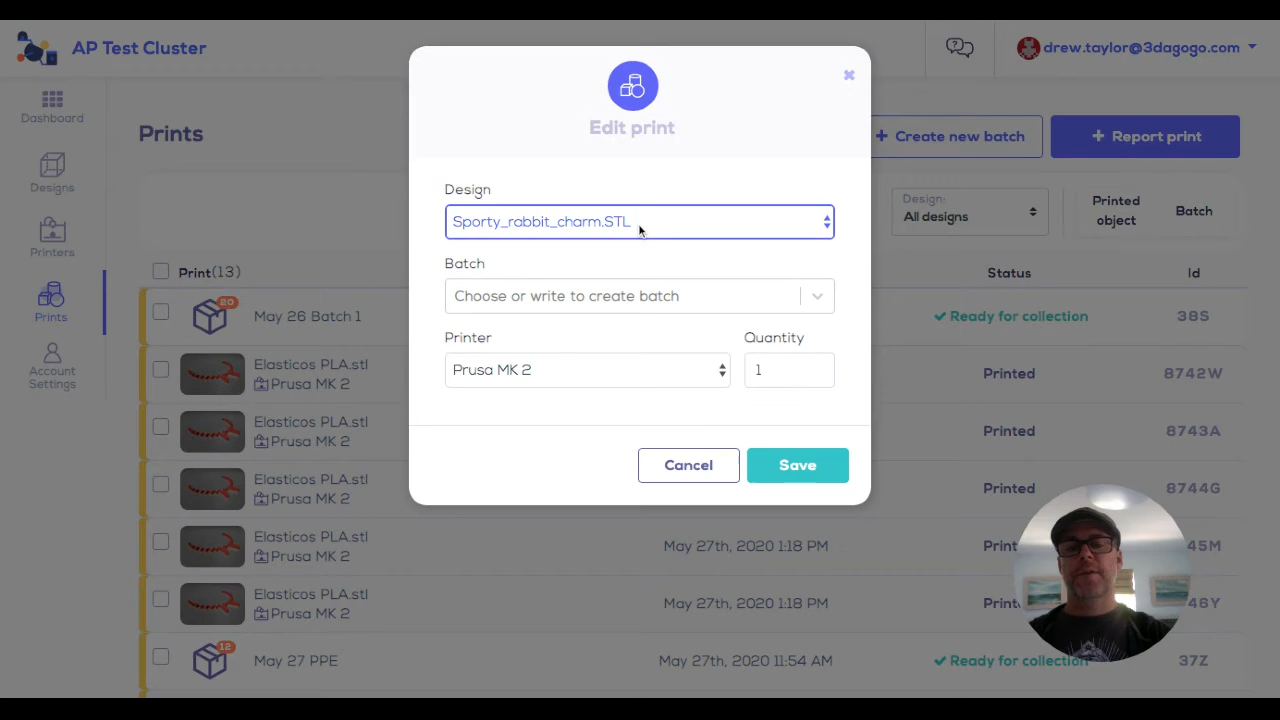 AP Test Cluster
drew.taylor@3dagogo.com
Dashboard
Designs
Printers
Prints
Account
Settings
Prints
+ Create new batch
+ Report print
Design:
All designs
Printed
object
Batch
Print(13)
Status
Id
20
May 26 Batch 1
Ready for collection
38S
Elasticos PLA.stl
Prusa MK 2
Printed
8742W
Elasticos PLA.stl
Prusa MK 2
Printed
8743A
Elasticos PLA.stl
Prusa MK 2
Printed
8744G
Elasticos PLA.stl
Prusa MK 2
May 27th, 2020 1:18 PM
Print
45M
Elasticos PLA.stl
Prusa MK 2
May 27th, 2020 1:18 PM
Print
46Y
12
May 27 PPE
May 27th, 2020 11:54 AM
Ready for collection
37Z
Edit print
Design
Sporty_rabbit_charm.STL
Batch
Choose or write to create batch
Printer
Quantity
Prusa MK 2
1
Cancel
Save